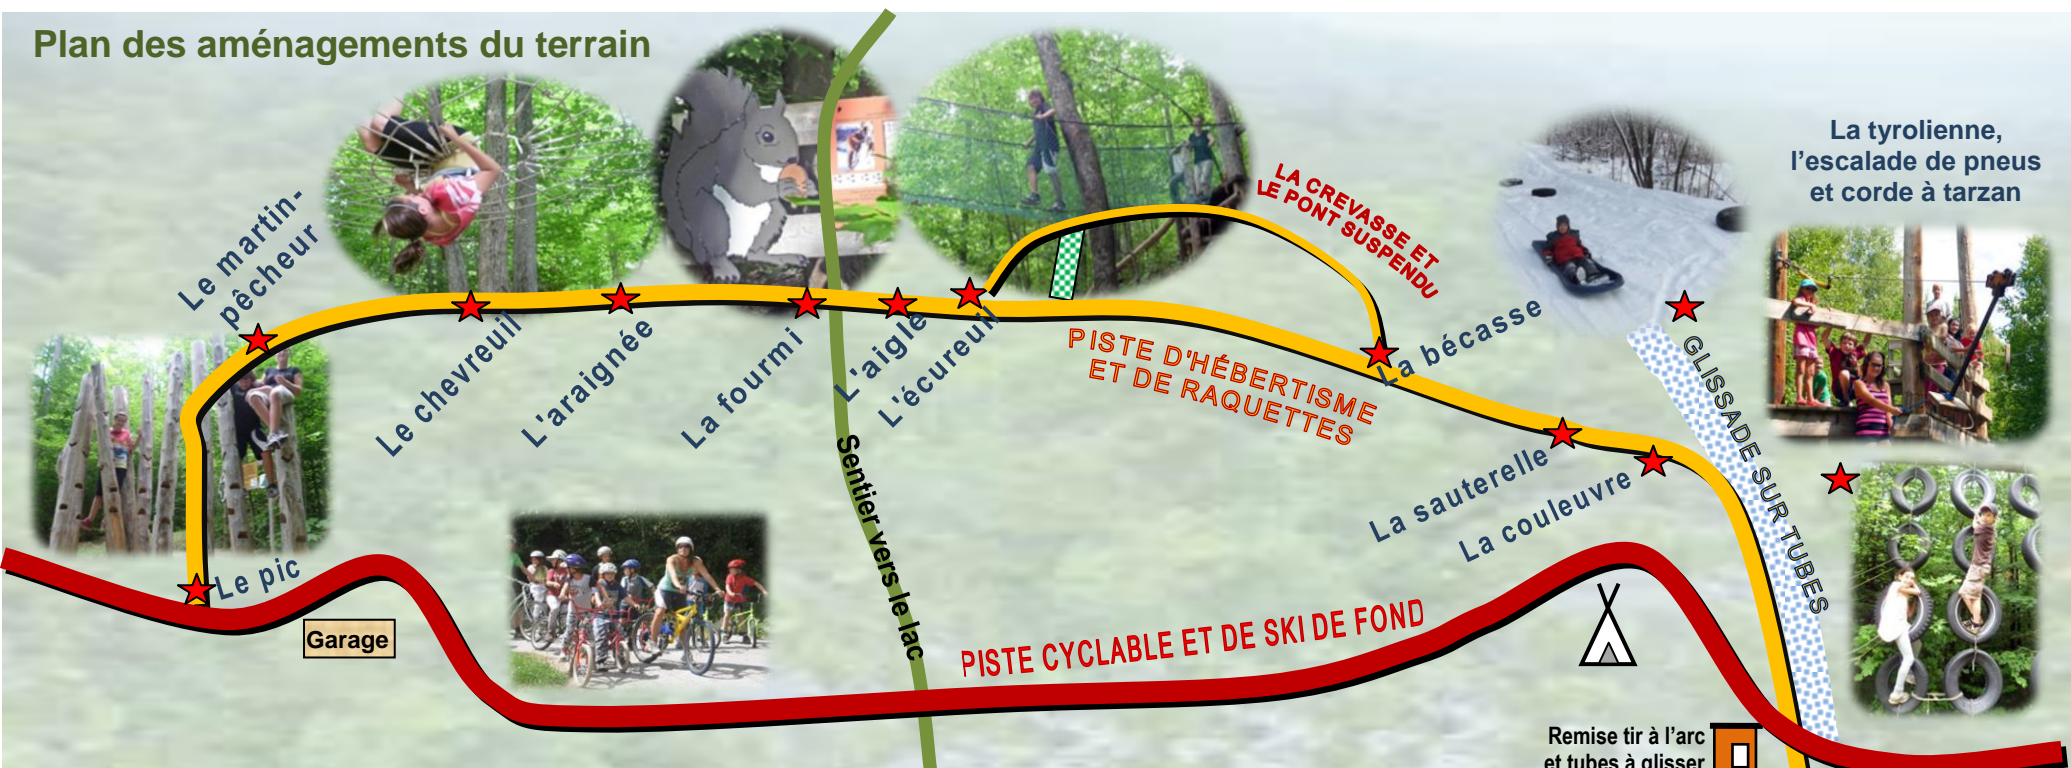 Plan des aménagements du terrain
La tyrolienne,
l'escalade de pneus
et corde à tarzan
LA CREVASSE ET
LE PONT SUSPENDU
Le martin-
pêcheur
Le chevreuil
L'araignée
La fourmi
L'aigle
L'écureuil
PISTE D'HÉBERTISME
ET DE RAQUETTES
La bécasse
GLISSADE SUR TUBES
La sauterelle
La couleuvre
Sentier vers le lac
Le pic
Garage
PISTE CYCLABLE ET DE SKI DE FOND
Remise tir à l'arc
et tubes à glisser